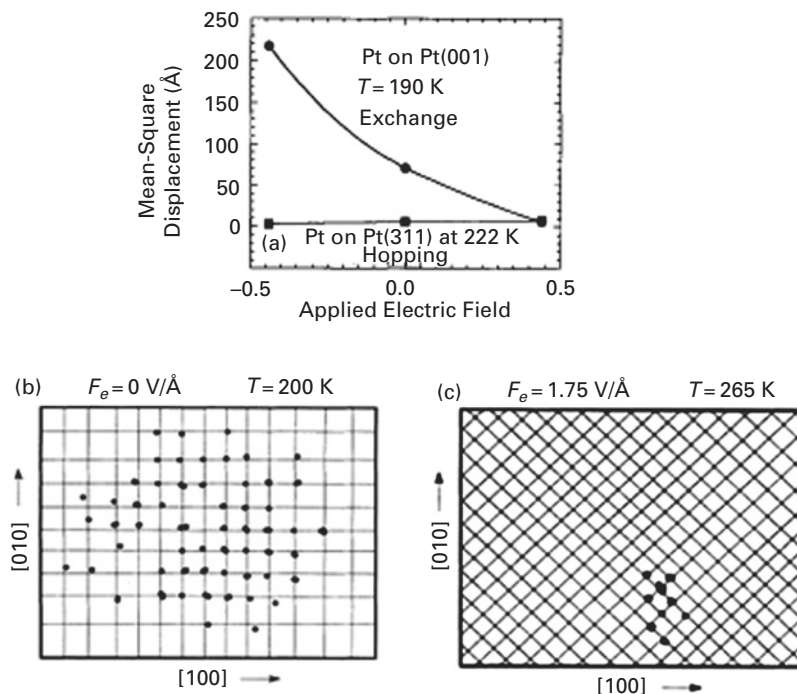 250
200
150
100
50
0
Mean-Square
Displacement (Å)
Pt on Pt(001)
T = 190 K
Exchange
(a)
Pt on Pt(311) at 222 K
Hopping
−0.5
0.0
0.5
Applied Electric Field
(b)
Fe = 0 V/Å
T = 200 K
[010]
[100]
(c)
Fe = 1.75 V/Å
T = 265 K
[010]
[100]